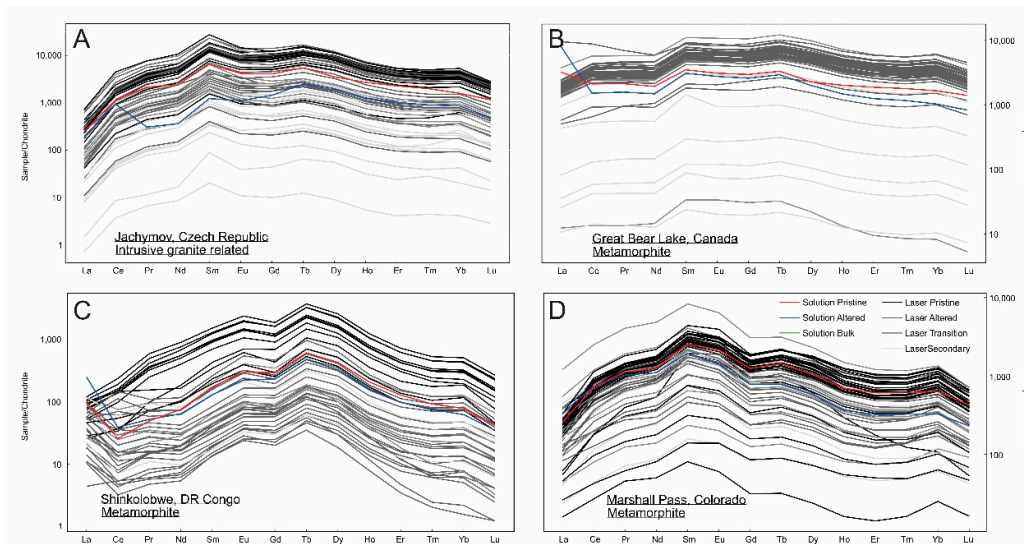 A
10,000
1,000
100
10
1
Sample/Chondrite
Jachymov, Czech Republic
Intrusive granite related
La Ce Pr Nd Sm Eu Gd Tb Dy Ho Er Tm Yb Lu
B
10,000
1,000
100
10
Great Bear Lake, Canada
Metamorphite
La Ce Pr Nd Sm Eu Gd Tb Dy Ho Er Tm Yb Lu
C
1,000
100
10
1
Sample/Chondrite
Shinkolobwe, DR Congo
Metamorphite
La Ce Pr Nd Sm Eu Gd Tb Dy Ho Er Tm Yb Lu
D
Solution Pristine Laser Pristine
Solution Altered Laser Altered
Solution Bulk Laser Transition
LaserSecondary
10,000
1,000
100
Marshall Pass, Colorado
Metamorphite
La Ce Pr Nd Sm Eu Gd Tb Dy Ho Er Tm Yb Lu